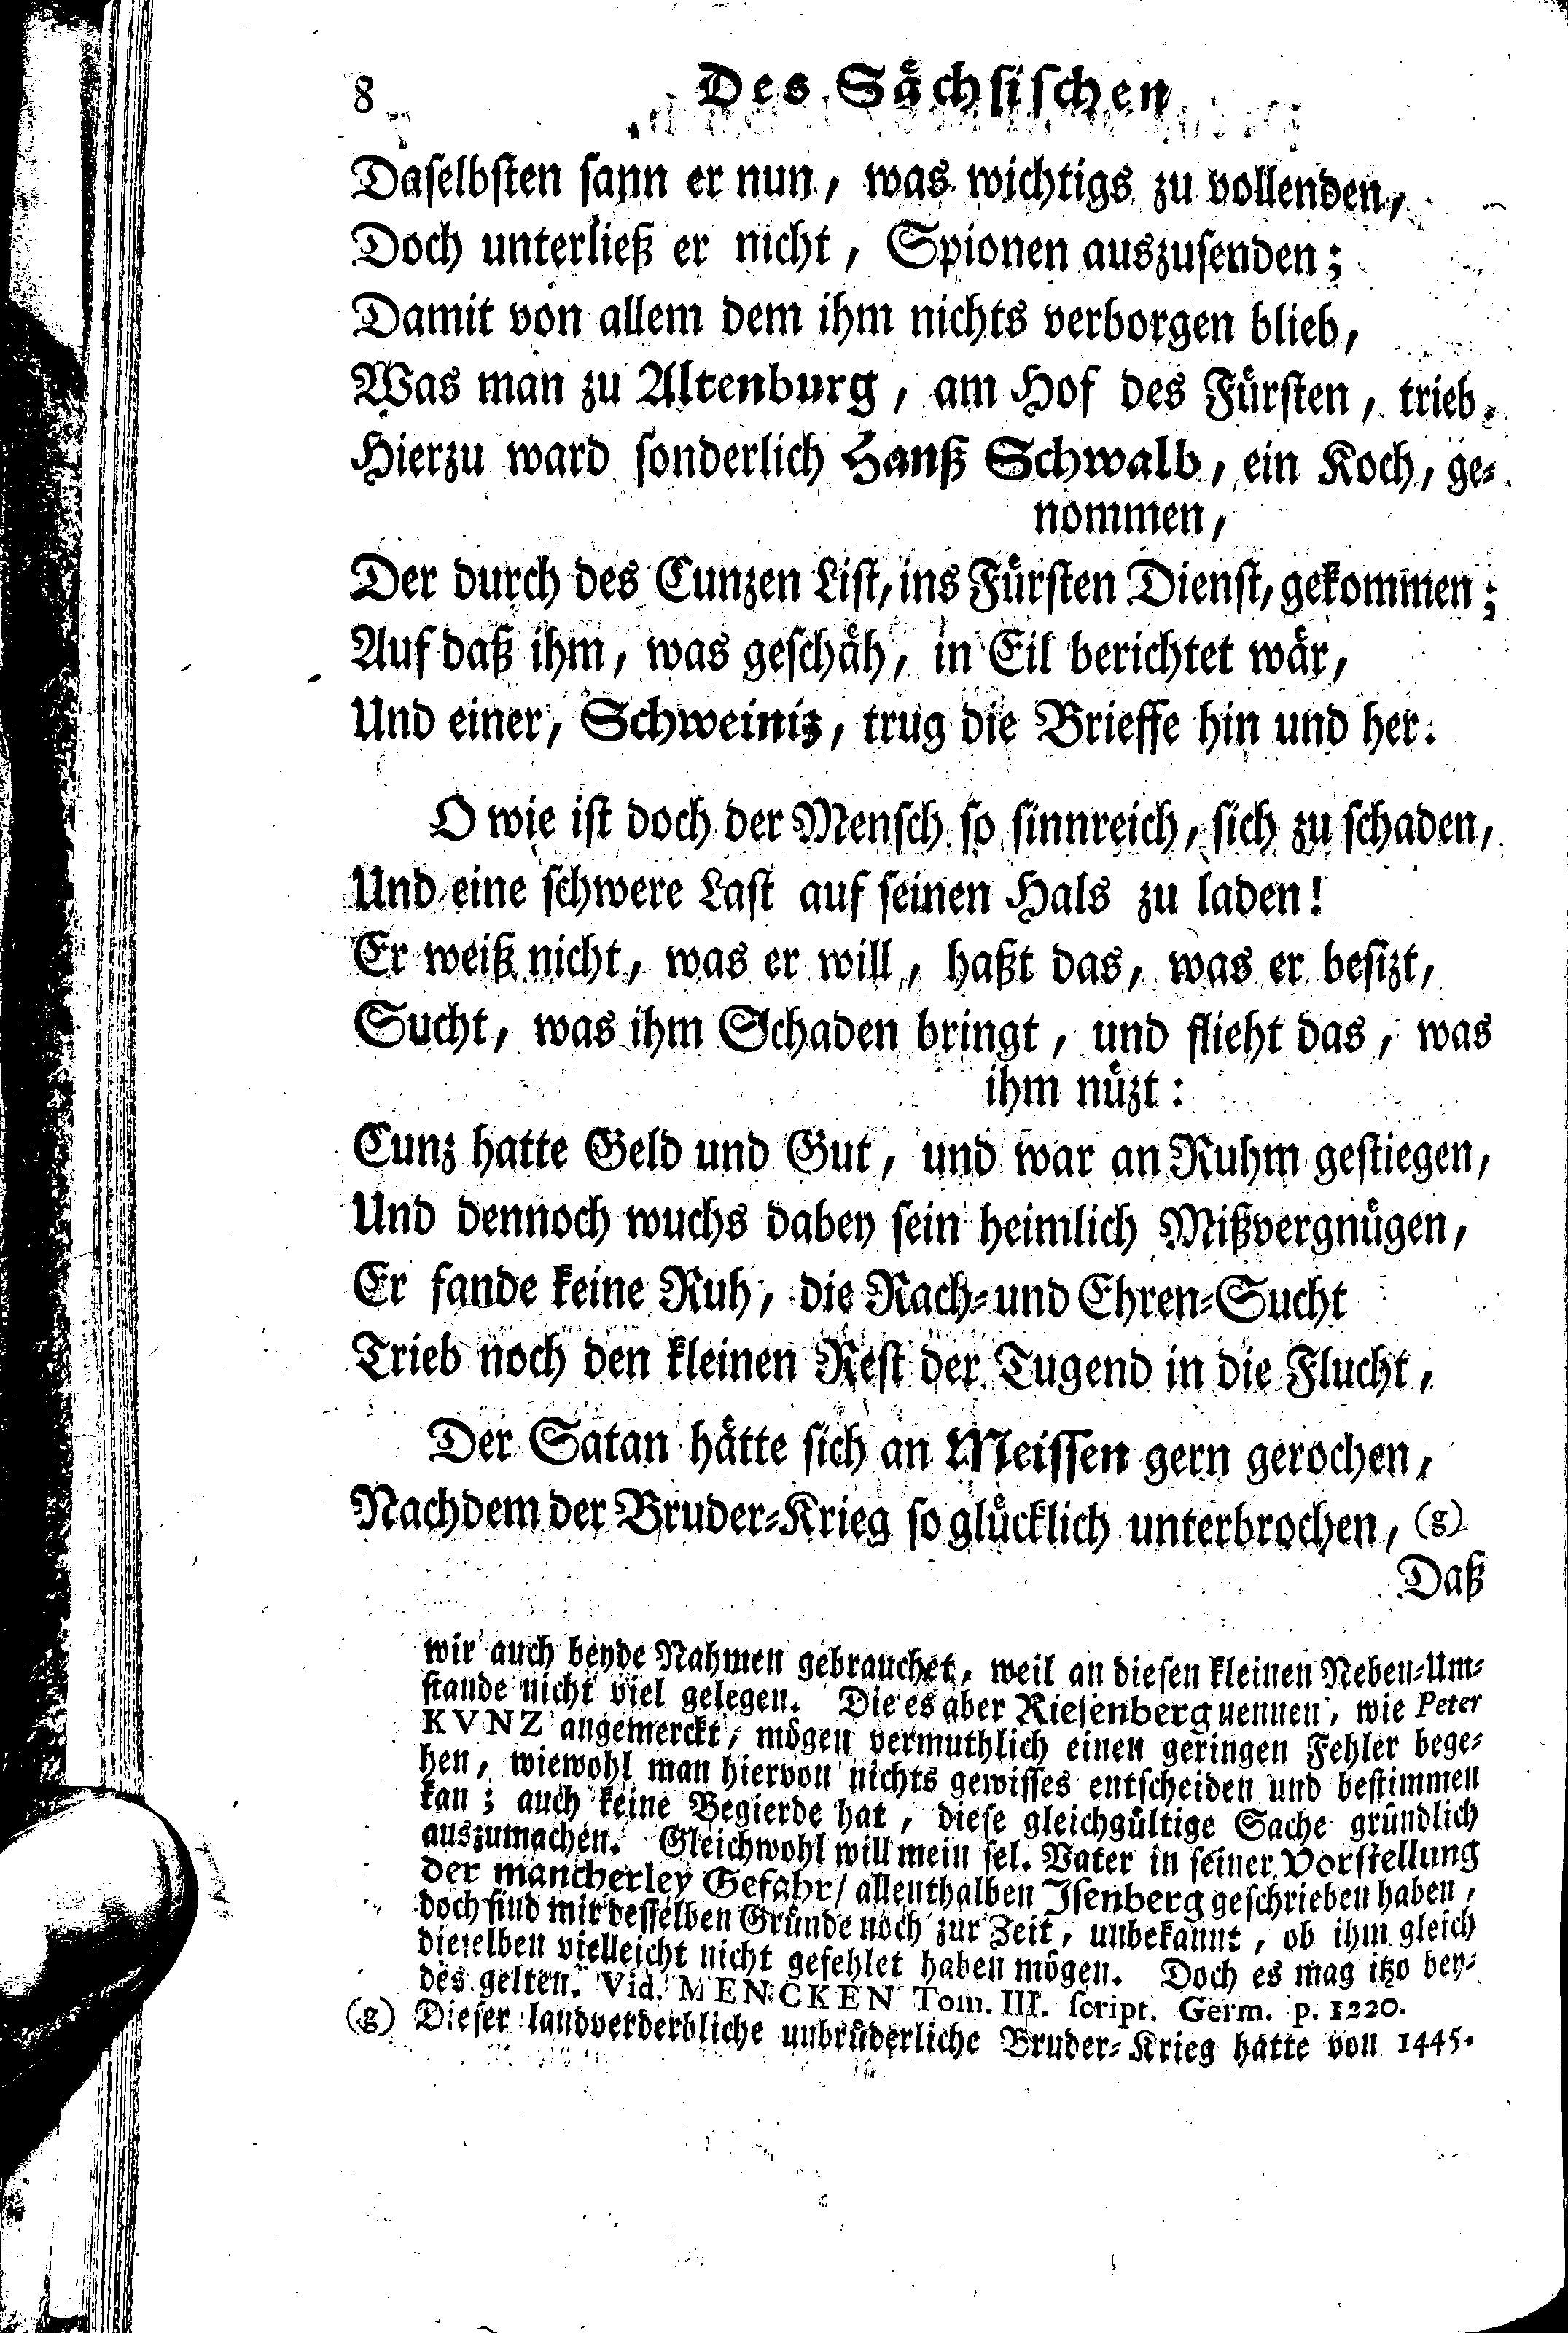 8 Des Sächsischen
Daselbsten sann er nun, was wichtigs zu vollenden,
Doch unterließ er nicht, Spionen auszusenden;
Damit von allem dem ihm nichts verborgen blieb,
Was man zu Altenburg, am Hof des Fürsten, trieb.
Hierzu ward sonderlich Hanß Schwalb, ein Koch, ge-
nommen,
Der durch des Cunzen List, ins Fürsten Dienst, gekommen;
Auf daß ihm, was geschäh, in Eil berichtet wär,
Und einer, Schweiniz, trug die Brieffe hin und her.
O wie ist doch der Mensch so sinnreich, sich zu schaden,
Und eine schwere Last auf seinen Hals zu laden!
Er weiß nicht, was er will, haßt das, was er besizt,
Sucht, was ihm Schaden bringt, und flieht das, was
ihm nüzt:
Cunz hatte Geld und Gut, und war an Ruhm gestiegen,
Und dennoch wuchs dabey sein heimlich Mißvergnügen,
Er fande keine Ruh, die Rach- und Ehren-Sucht
Trieb noch den kleinen Rest der Tugend in die Flucht,
Der Satan hätte sich an Meissen gern gerochen,
Nachdem der Bruder-Krieg so glücklich unterbrochen, (g)
Daß
wir auch beyde Nahmen gebrauchet, weil an diesen kleinen Neben-Um-
stande nicht viel gelegen. Die es aber Riesenberg nennen, wie Peter
KVNZ angemerckt, mögen vermuthlich einen geringen Fehler bege-
hen, wiewohl man hiervon nichts gewisses entscheiden und bestimmen
kan; auch keine Begierde hat, diese gleichgültige Sache gründlich
auszumachen. Gleichwohl will mein sel. Vater in seiner Vorstellung
der mancherley Gefahr/ allenthalben Isenberg geschrieben haben,
doch sind mir desselben Gründe noch zur Zeit, unbekannt, ob ihm gleich
dieselben vielleicht nicht gefehlet haben mögen. Doch es mag itzo bey-
des gelten. Vid. MENCKEN Tom. III. script. Germ. p. 1220.
(g) Dieser landverderbliche unbrüderliche Bruder-Krieg hatte von 1445.